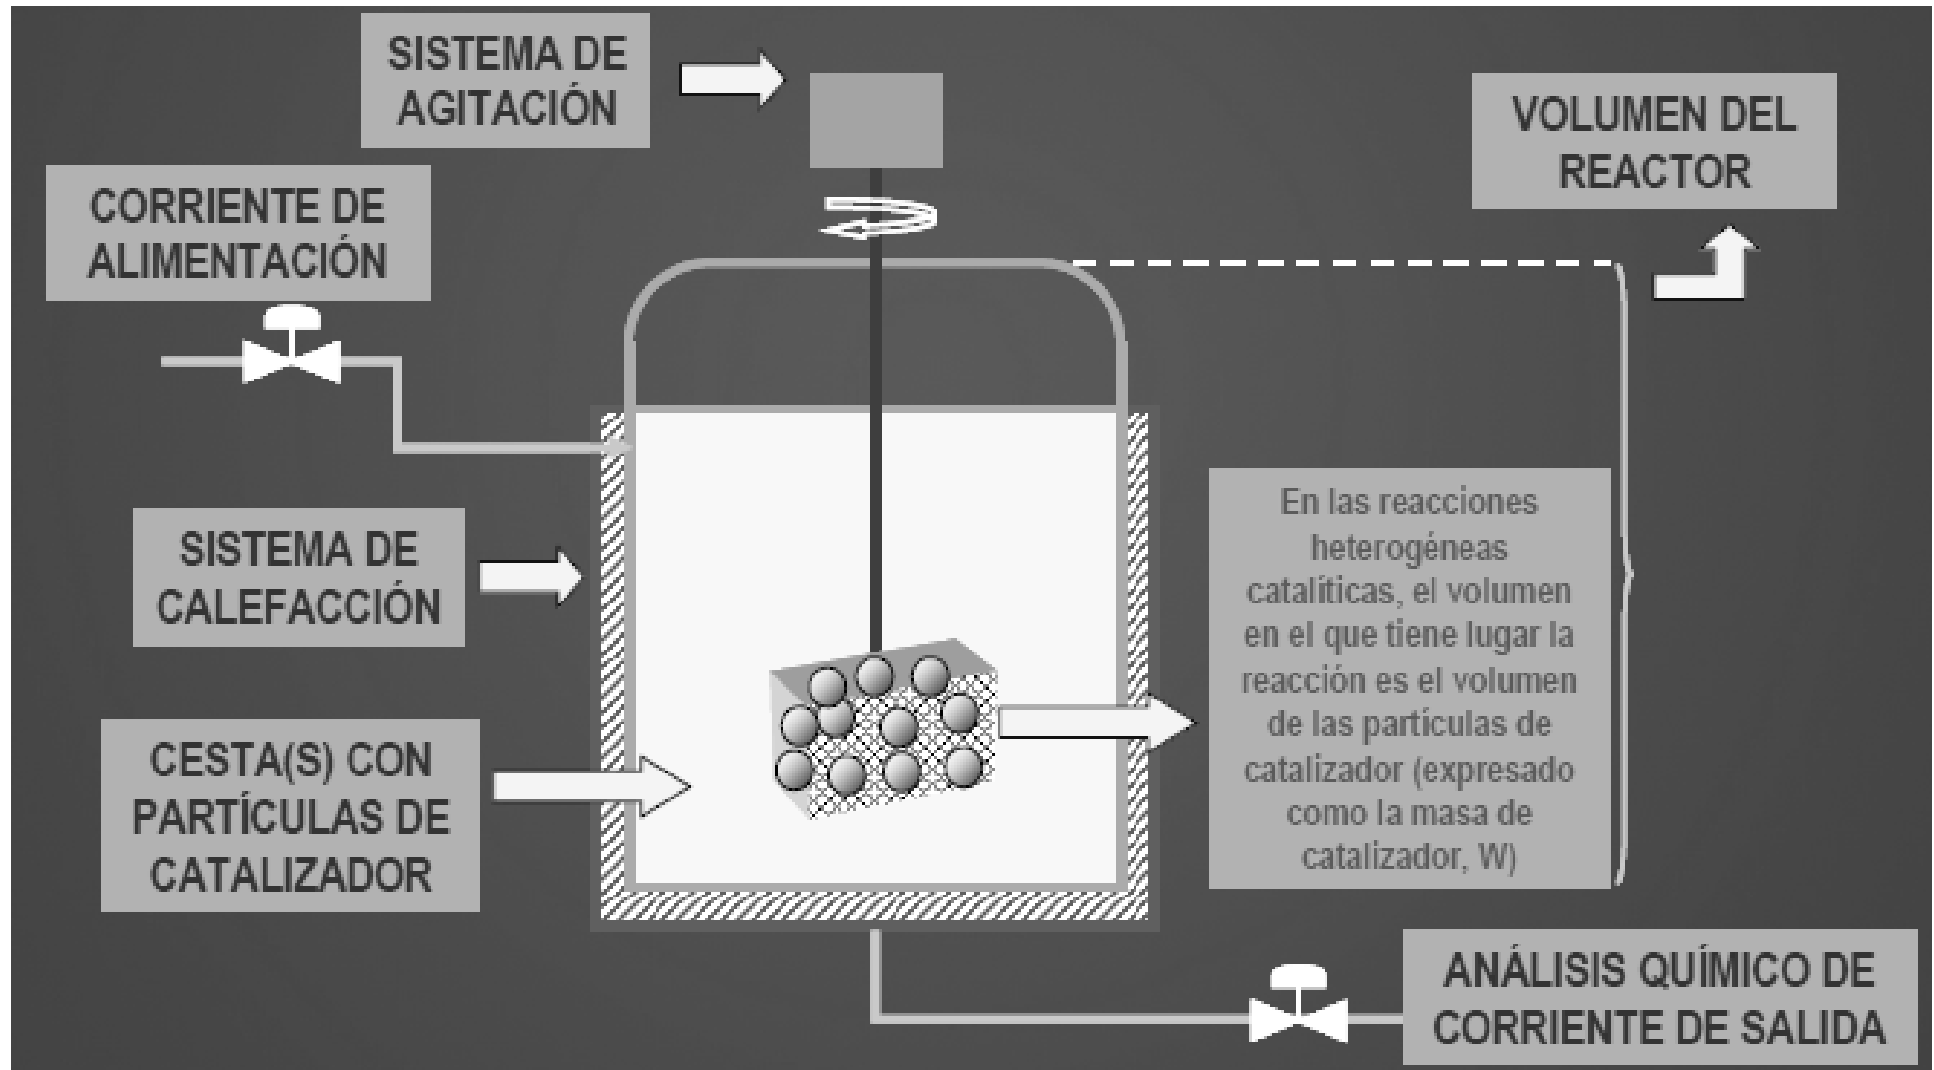 SISTEMA DE
AGITACIÓN
VOLUMEN DEL
REACTOR
CORRIENTE DE
ALIMENTACIÓN
SISTEMA DE
CALEFACCIÓN
En las reacciones
heterogéneas
catalíticas, el volumen
en el que tiene lugar la
reacción es el volumen
de las partículas de
catalizador (expresado
como la masa de
catalizador, W)
CESTA(S) CON
PARTÍCULAS DE
CATALIZADOR
ANÁLISIS QUÍMICO DE
CORRIENTE DE SALIDA